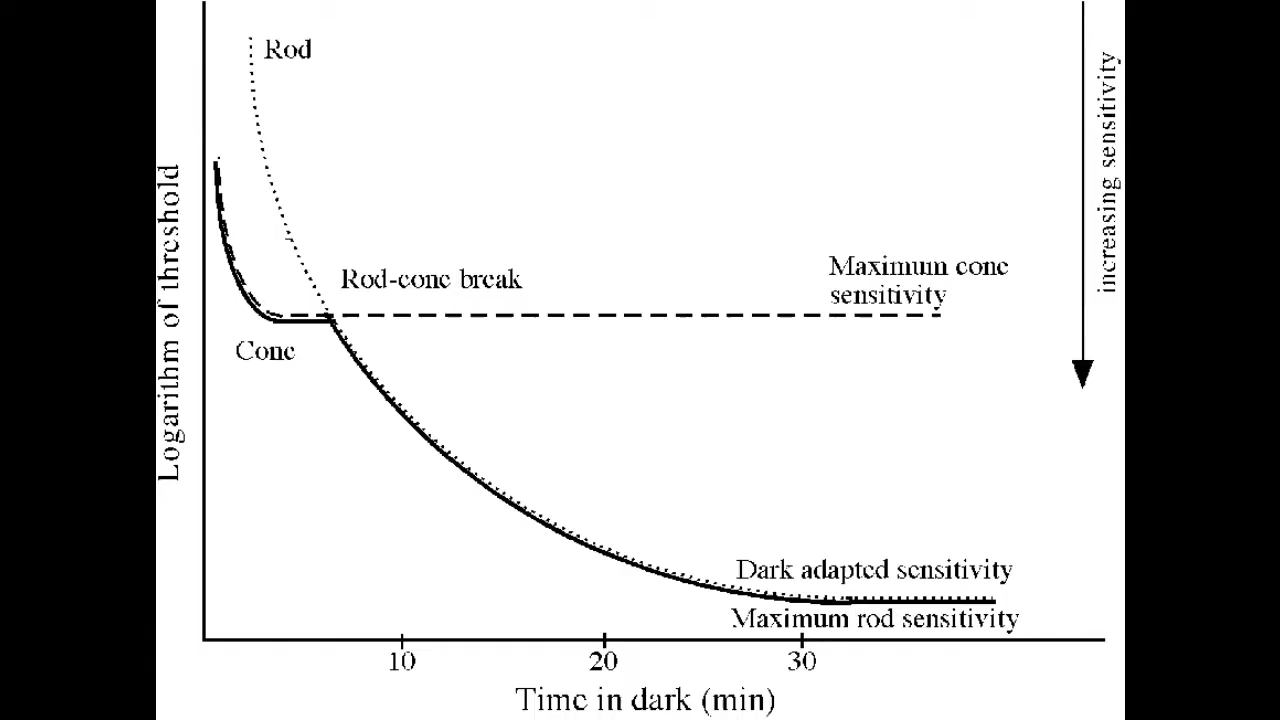 Rod
Logarithm of threshold
Rod-cone break
Cone
Maximum cone
sensitivity
increasing sensitivity
Dark adapted sensitivity
Maximum rod sensitivity
10
20
30
Time in dark (min)